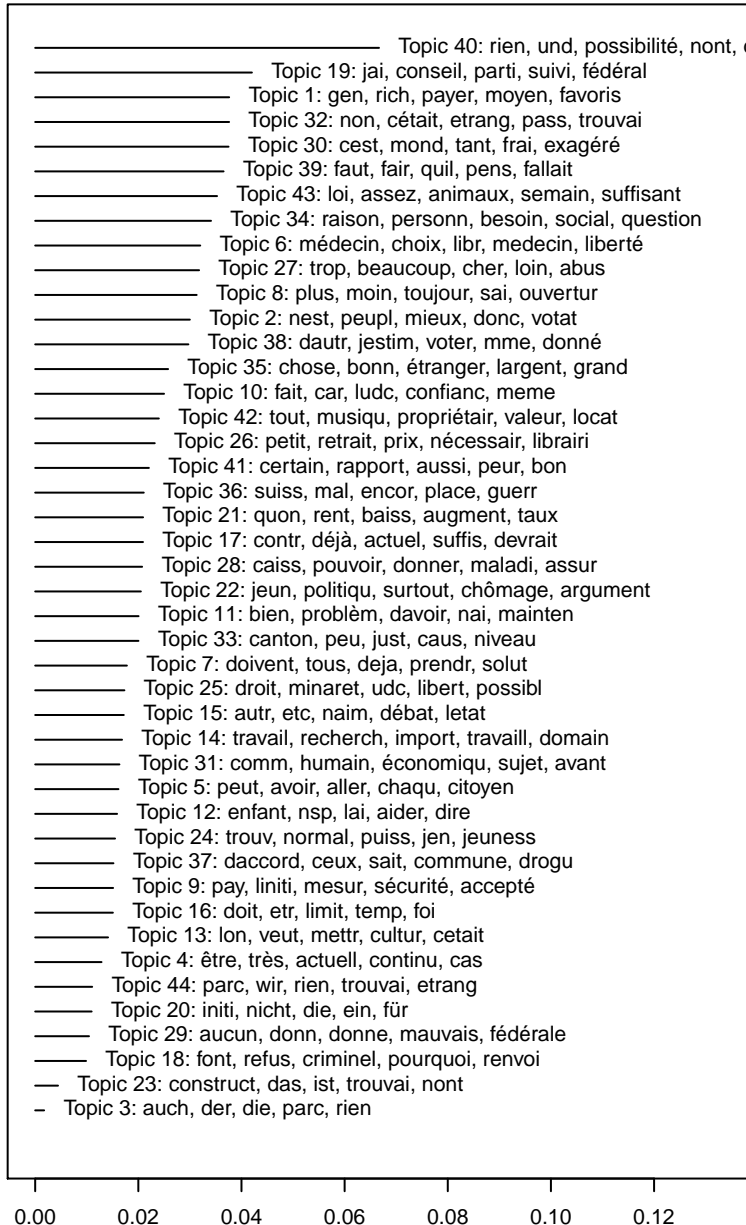 Topic 40: rien, und, possibilité, nont,
Topic 19: jai, conseil, parti, suivi, fédéral
Topic 1: gen, rich, payer, moyen, favoris
Topic 32: non, cétait, etrang, pass, trouvai
Topic 30: cest, mond, tant, frai, exagéré
Topic 39: faut, fair, quil, pens, fallait
Topic 43: loi, assez, animaux, semain, suffisant
Topic 34: raison, personn, besoin, social, question
Topic 6: médecin, choix, libr, medecin, liberté
Topic 27: trop, beaucoup, cher, loin, abus
Topic 8: plus, moin, toujour, sai, ouvertur
Topic 2: nest, peupl, mieux, donc, votat
Topic 38: dautr, jestim, voter, mme, donné
Topic 35: chose, bonn, étranger, largent, grand
Topic 10: fait, car, ludc, confianc, meme
Topic 42: tout, musiqu, propriétair, valeur, locat
Topic 26: petit, retrait, prix, nécessair, librairi
Topic 41: certain, rapport, aussi, peur, bon
Topic 36: suiss, mal, encor, place, guerr
Topic 21: quon, rent, baiss, augment, taux
Topic 17: contr, déjà, actuel, suffis, devrait
Topic 28: caiss, pouvoir, donner, maladi, assur
Topic 22: jeun, politiqu, surtout, chômage, argument
Topic 11: bien, problèm, davoir, nai, mainten
Topic 33: canton, peu, just, caus, niveau
Topic 7: doivent, tous, deja, prendr, solut
Topic 25: droit, minaret, udc, libert, possibl
Topic 15: autr, etc, naim, débat, letat
Topic 14: travail, recherch, import, travaill, domain
Topic 31: comm, humain, économiqu, sujet, avant
Topic 5: peut, avoir, aller, chaqu, citoyen
Topic 12: enfant, nsp, lai, aider, dire
Topic 24: trouv, normal, puiss, jen, jeuness
Topic 37: daccord, ceux, sait, commune, drogu
Topic 9: pay, liniti, mesur, sécurité, accepté
Topic 16: doit, etr, limit, temp, foi
Topic 13: lon, veut, mettr, cultur, cetait
Topic 4: être, très, actuell, continu, cas
Topic 44: parc, wir, rien, trouvai, etrang
Topic 20: initi, nicht, die, ein, für
Topic 29: aucun, donn, donne, mauvais, fédérale
Topic 18: font, refus, criminel, pourquoi, renvoi
Topic 23: construct, das, ist, trouvai, nont
Topic 3: auch, der, die, parc, rien
0.00 0.02 0.04 0.06 0.08 0.10 0.12